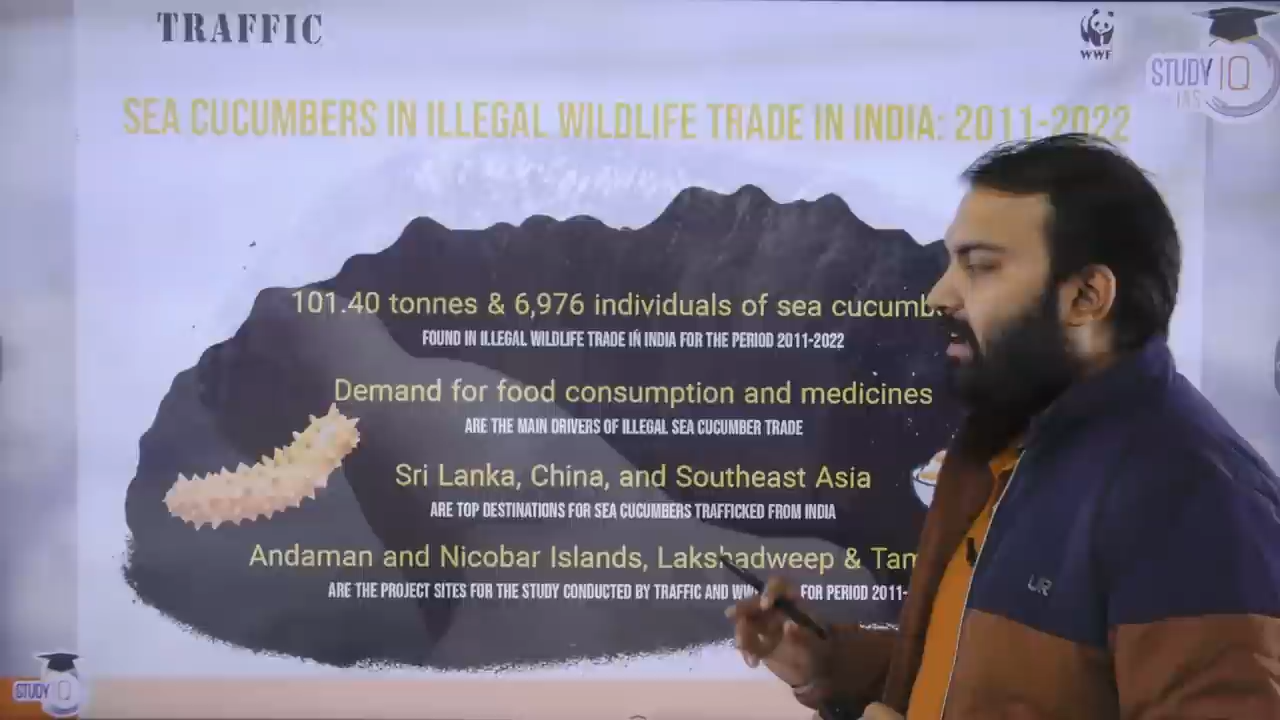 TRAFFIC
WWF
STUDY IQ
IAS
SEA CUCUMBERS IN ILLEGAL WILDLIFE TRADE IN INDIA: 2011-2022
101.40 tonnes & 6,976 individuals of sea
FOUND IN ILLEGAL WILDLIFE TRADE IN INDIA FOR THE PERIOD 2011-2022
Demand for food consumption and medicines
ARE THE MAIN DRIVERS OF ILLEGAL SEA CUCUMBER TRADE
Sri Lanka, China, and Southeast Asia
ARE TOP DESTINATIONS FOR SEA CUCUMBERS TRAFFICKED FROM INDIA
Andaman and Nicobar Islands, Lakshadweep &
ARE THE PROJECT SITES FOR THE STUDY CONDUCTED BY TRAFFIC AND FOR PERIOD 2011-
UR
STUDY IQ